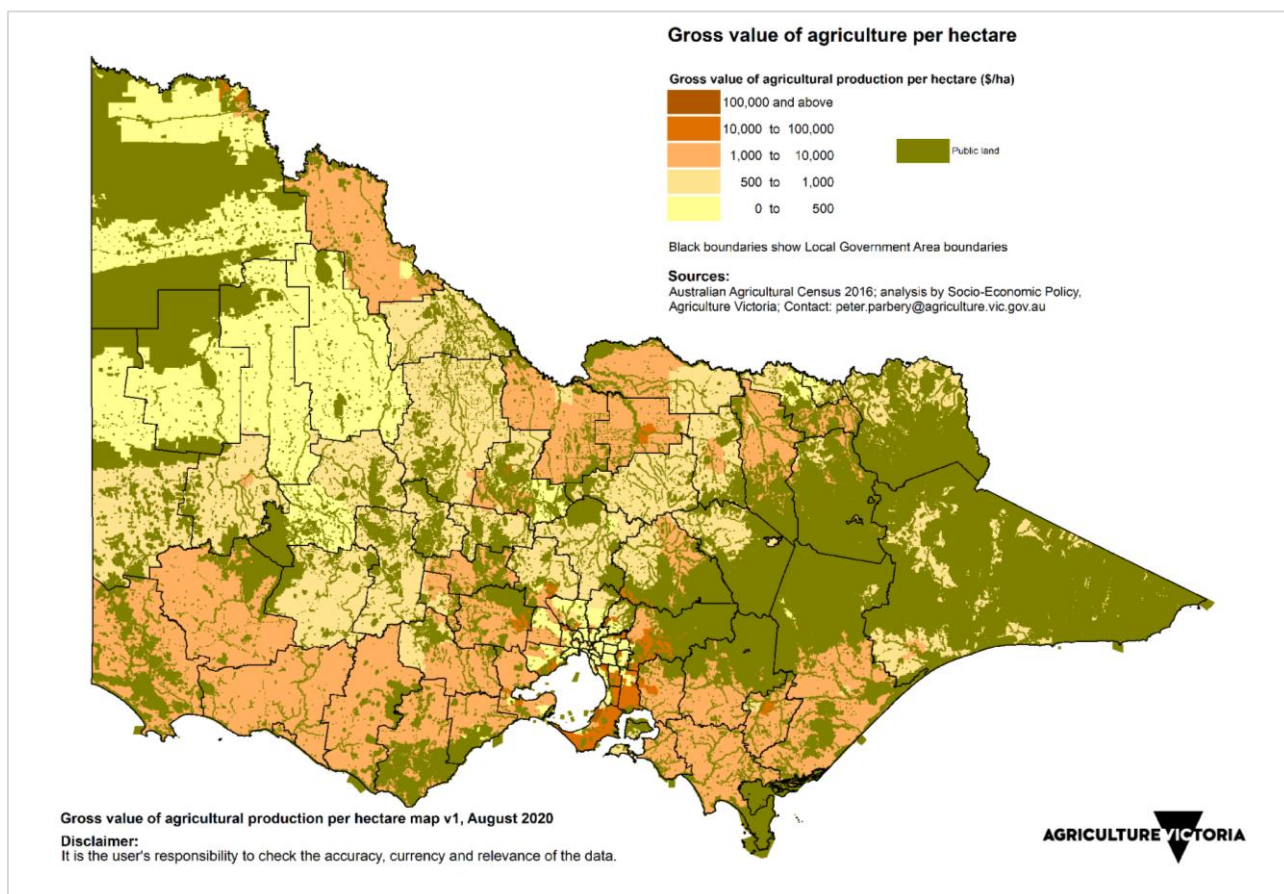 Gross value of agriculture per hectare
Gross value of agricultural production per hectare ($/ha)
100,000 and above
10,000 to 100,000
1,000 to 10,000
500 to 1,000
0 to 500
Public land
Black boundaries show Local Government Area boundaries
Sources:
Australian Agricultural Census 2016; analysis by Socio-Economic Policy,
Agriculture Victoria; Contact: peter.parbery@agriculture.vic.gov.au
Gross value of agricultural production per hectare map v1, August 2020
Disclaimer:
It is the user's responsibility to check the accuracy, currency and relevance of the data.
AGRICULTURE VICTORIA